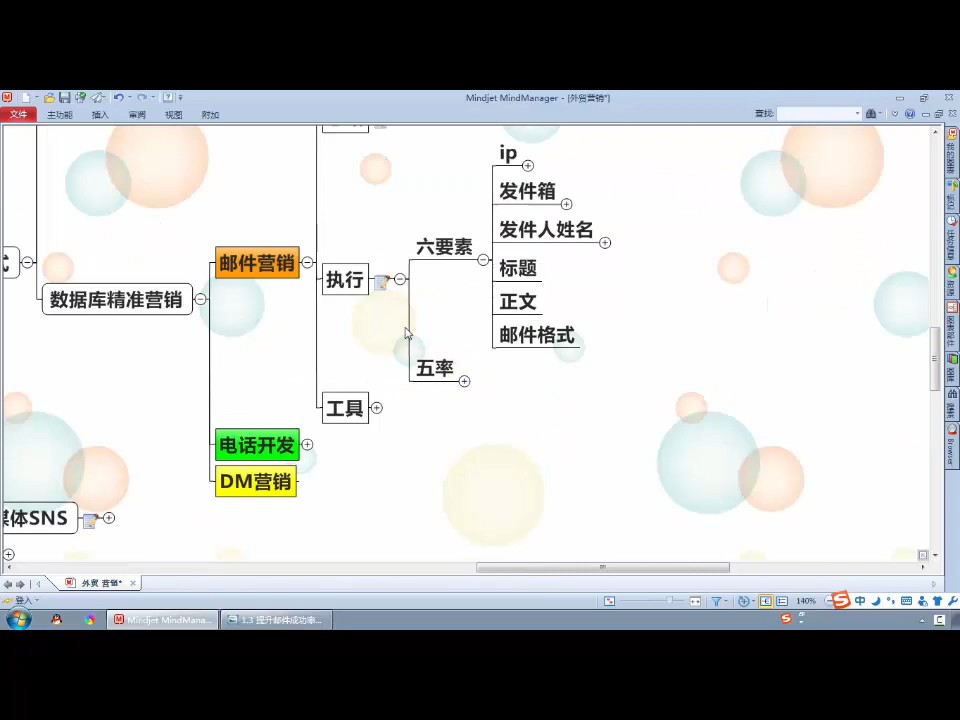 Mindjet MindManager - [外贸营销*]
文件 主功能 插入 审阅 视图 附加
查找:
ip
发件箱
发件人姓名
六要素
标题
邮件营销
执行
正文
数据库精准营销
邮件格式
五率
工具
电话开发
DM营销
媒体SNS
Browser
外贸 营销*
登入
140%
中
Mindjet MindMana...
1.3 提升邮件成功率...